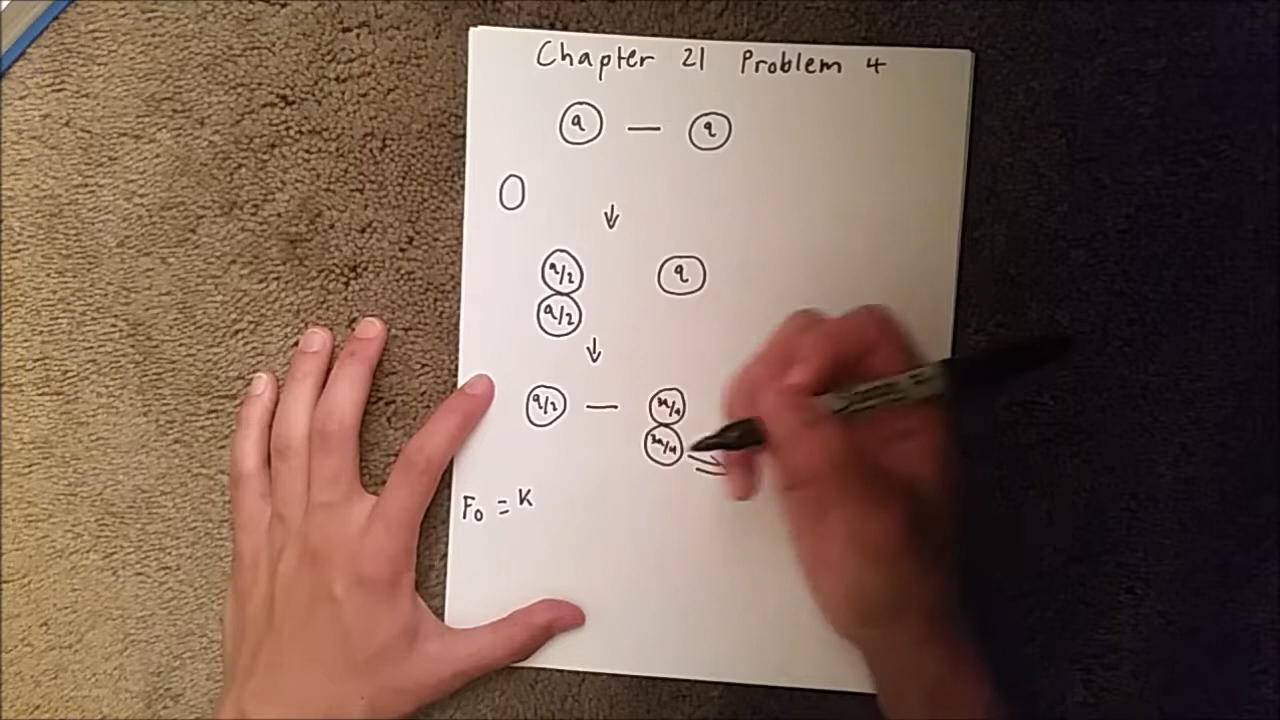 Chapter 21 Problem 4
q — q
0
↓
q/2 q
q/2
↓
q/2 — 3q/4
3q/4
F₀ = K